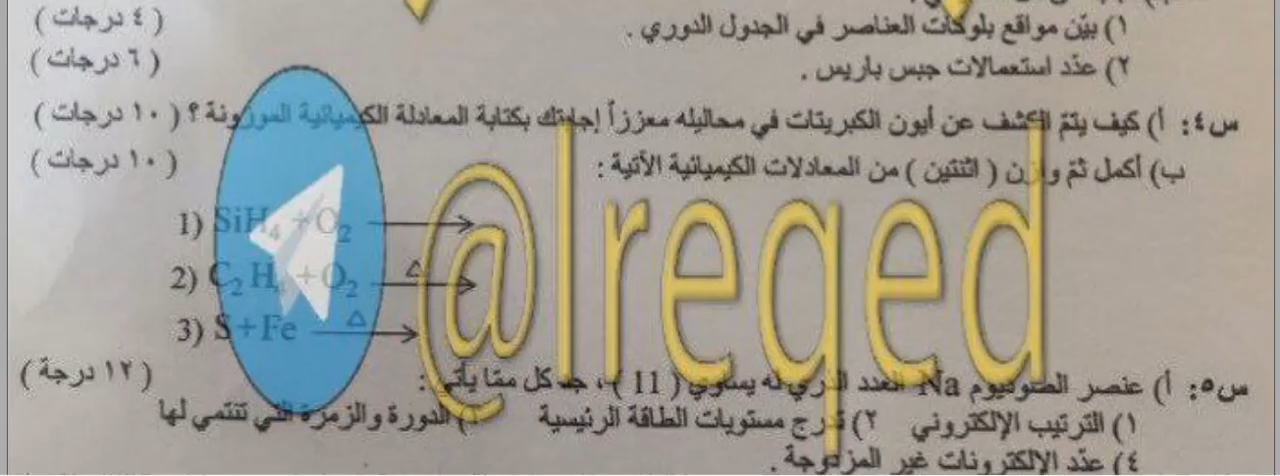 ١) بيّن مواقع بلوكات العناصر في الجدول الدوري . ( ٤ درجات )
٢) عدّد استعمالات جبس باريس . ( ٦ درجات )
س٤: أ) كيف يتمّ الكشف عن أيون الكبريتات في محاليله معززاً إجابتك بكتابة المعادلة الكيميائية الموزونة ؟ ( ١٠ درجات )
ب) أكمل ثمّ وازن ( اثنتين ) من المعادلات الكيميائية الآتية : ( ١٠ درجات )
1) SiH₄ + O₂ ⟶
2) C₂ H₄ + O₂ ⟶ Δ
3) S + Fe ⟶ Δ
@lreqed
س٥: أ) عنصر الصوديوم Na العدد الذري له يساوي ( 11 ) ، جد كل ممّا يأتي : ( ١٢ درجة )
١) الترتيب الإلكتروني ٢) تدرج مستويات الطاقة الرئيسية ٣) الدورة والزمرة التي تنتمي لها
٤) عدّد الالكترونات غير المزدوجة .